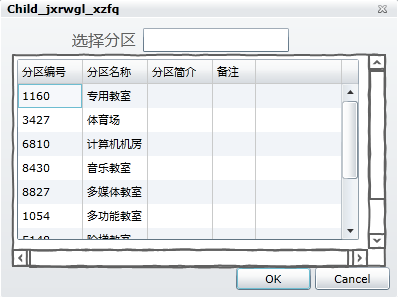 Child_jxrwgl_xzfq
选择分区
分区编号 分区名称 分区简介 备注
1160 专用教室
3427 体育场
6810 计算机机房
8430 音乐教室
8827 多媒体教室
1054 多功能教室
OK Cancel